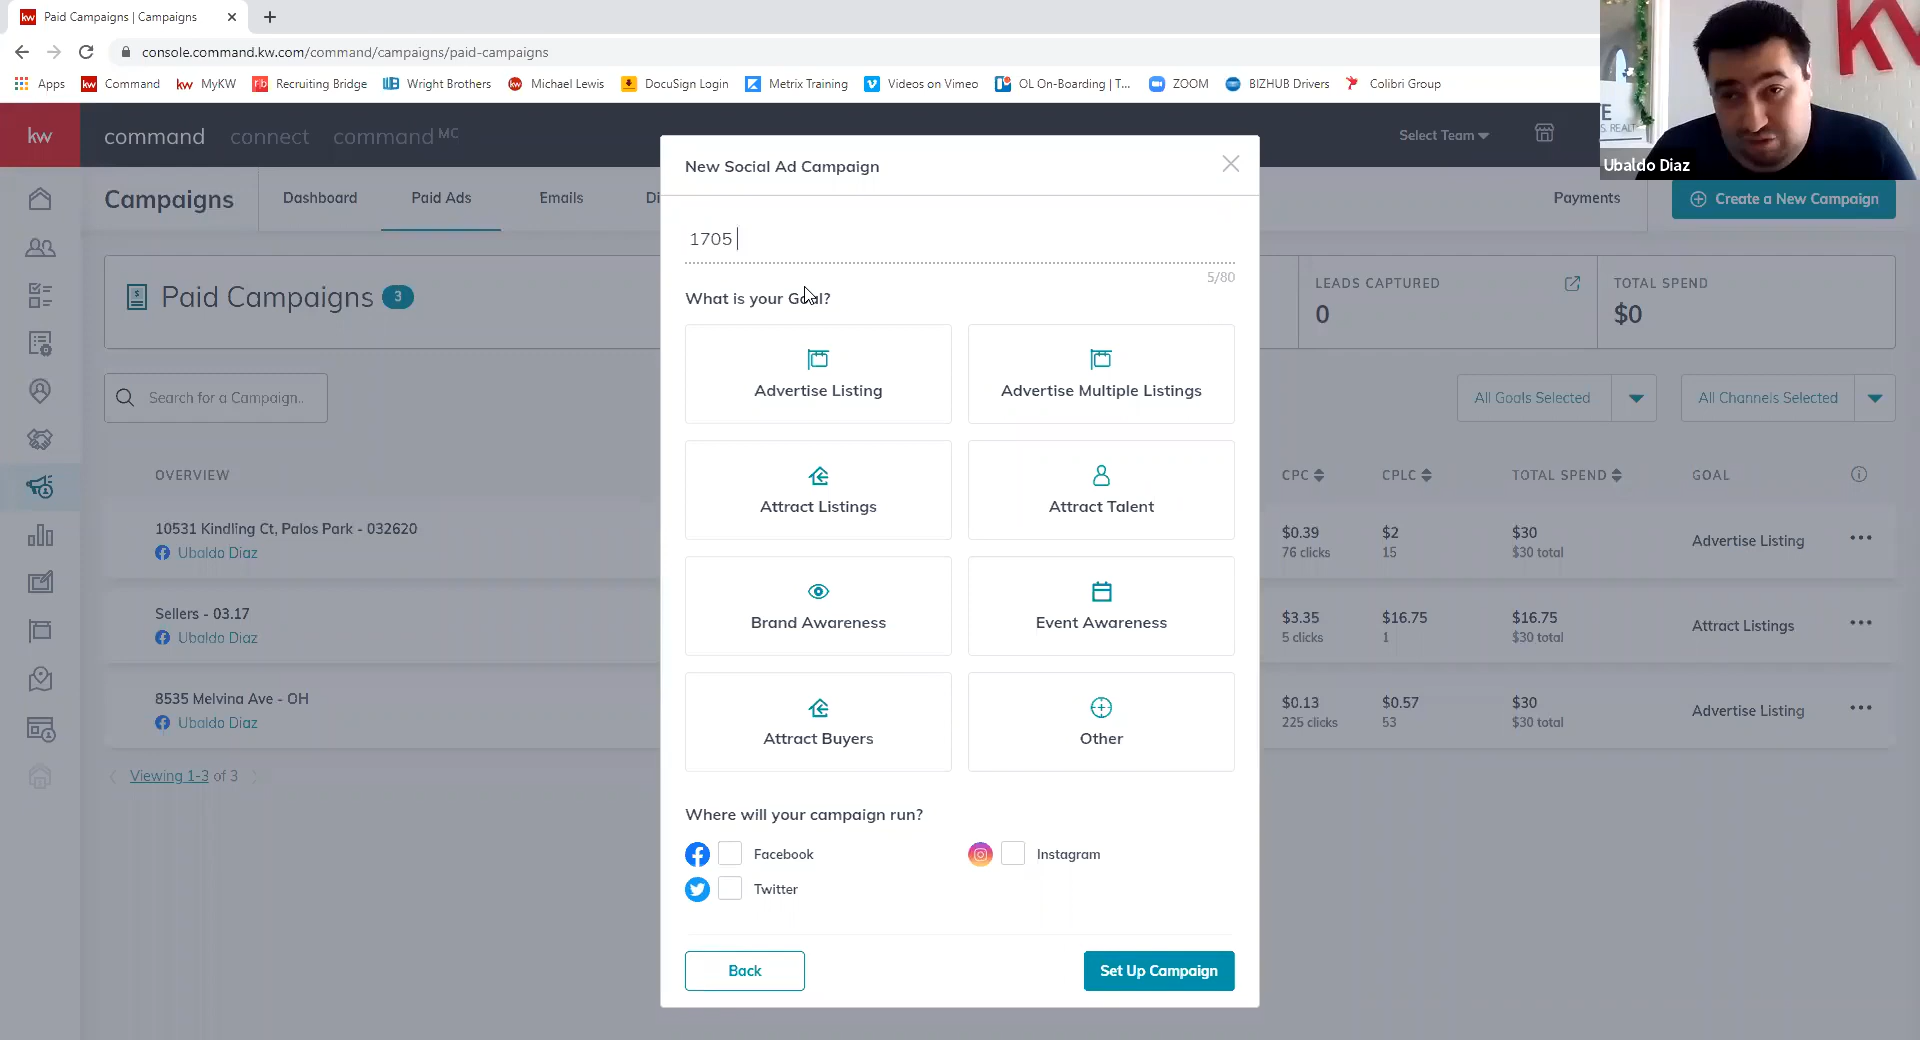 kw Paid Campaigns | Campaigns
console.command.kw.com/command/campaigns/paid-campaigns
Apps kw Command kw MyKW rb Recruiting Bridge Wright Brothers kw Michael Lewis DocuSign Login Metrix Training Videos on Vimeo OL On-Boarding | T... ZOOM BIZHUB Drivers Colibri Group
Ubaldo Diaz
kw command connect command MC Select Team
Campaigns Dashboard Paid Ads Emails Di Payments Create a New Campaign
Paid Campaigns 3
LEADS CAPTURED
0
TOTAL SPEND
$0
Search for a Campaign..
All Goals Selected All Channels Selected
OVERVIEW CPC CPLC TOTAL SPEND GOAL
10531 Kindling Ct, Palos Park - 032620
Ubaldo Diaz
$0.39 $2 $30
76 clicks 15 $30 total
Advertise Listing
Sellers - 03.17
Ubaldo Diaz
$3.35 $16.75 $16.75
5 clicks 1 $30 total
Attract Listings
8535 Melvina Ave - OH
Ubaldo Diaz
$0.13 $0.57 $30
225 clicks 53 $30 total
Advertise Listing
Viewing 1-3 of 3
New Social Ad Campaign
1705
5/80
What is your Goal?
Advertise Listing
Advertise Multiple Listings
Attract Listings
Attract Talent
Brand Awareness
Event Awareness
Attract Buyers
Other
Where will your campaign run?
Facebook
Instagram
Twitter
Back
Set Up Campaign